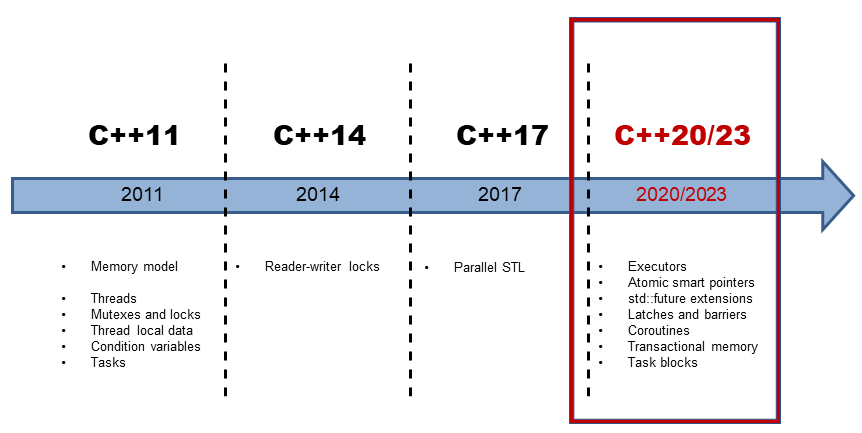 C++11
C++14
C++17
C++20/23
2011
2014
2017
2020/2023
• Memory model
• Threads
• Mutexes and locks
• Thread local data
• Condition variables
• Tasks
• Reader-writer locks
• Parallel STL
• Executors
• Atomic smart pointers
• std::future extensions
• Latches and barriers
• Coroutines
• Transactional memory
• Task blocks